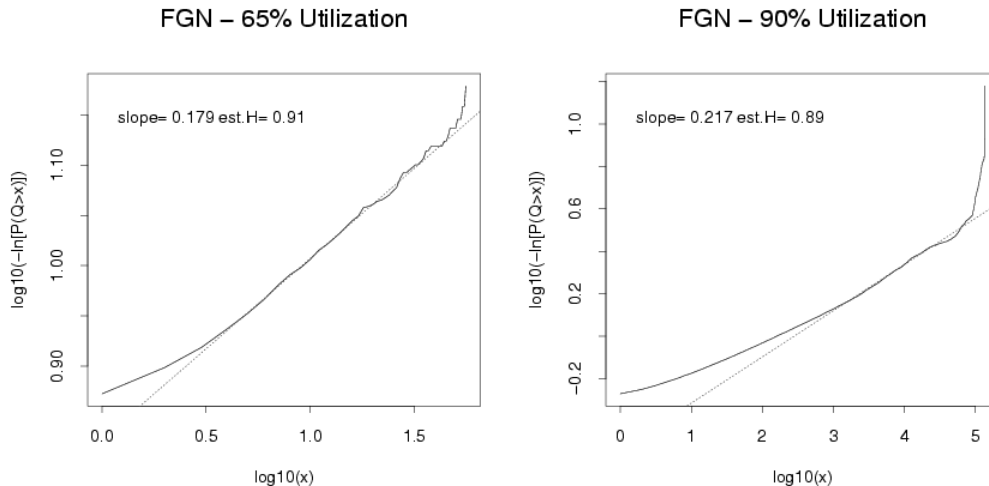 FGN − 65% Utilization
slope= 0.179 est.H= 0.91
log10(−ln[P(Q>x)])
1.10
1.00
0.90
0.0 0.5 1.0 1.5
log10(x)
FGN − 90% Utilization
slope= 0.217 est.H= 0.89
log10(−ln[P(Q>x)])
1.0
0.6
0.2
−0.2
0 1 2 3 4 5
log10(x)